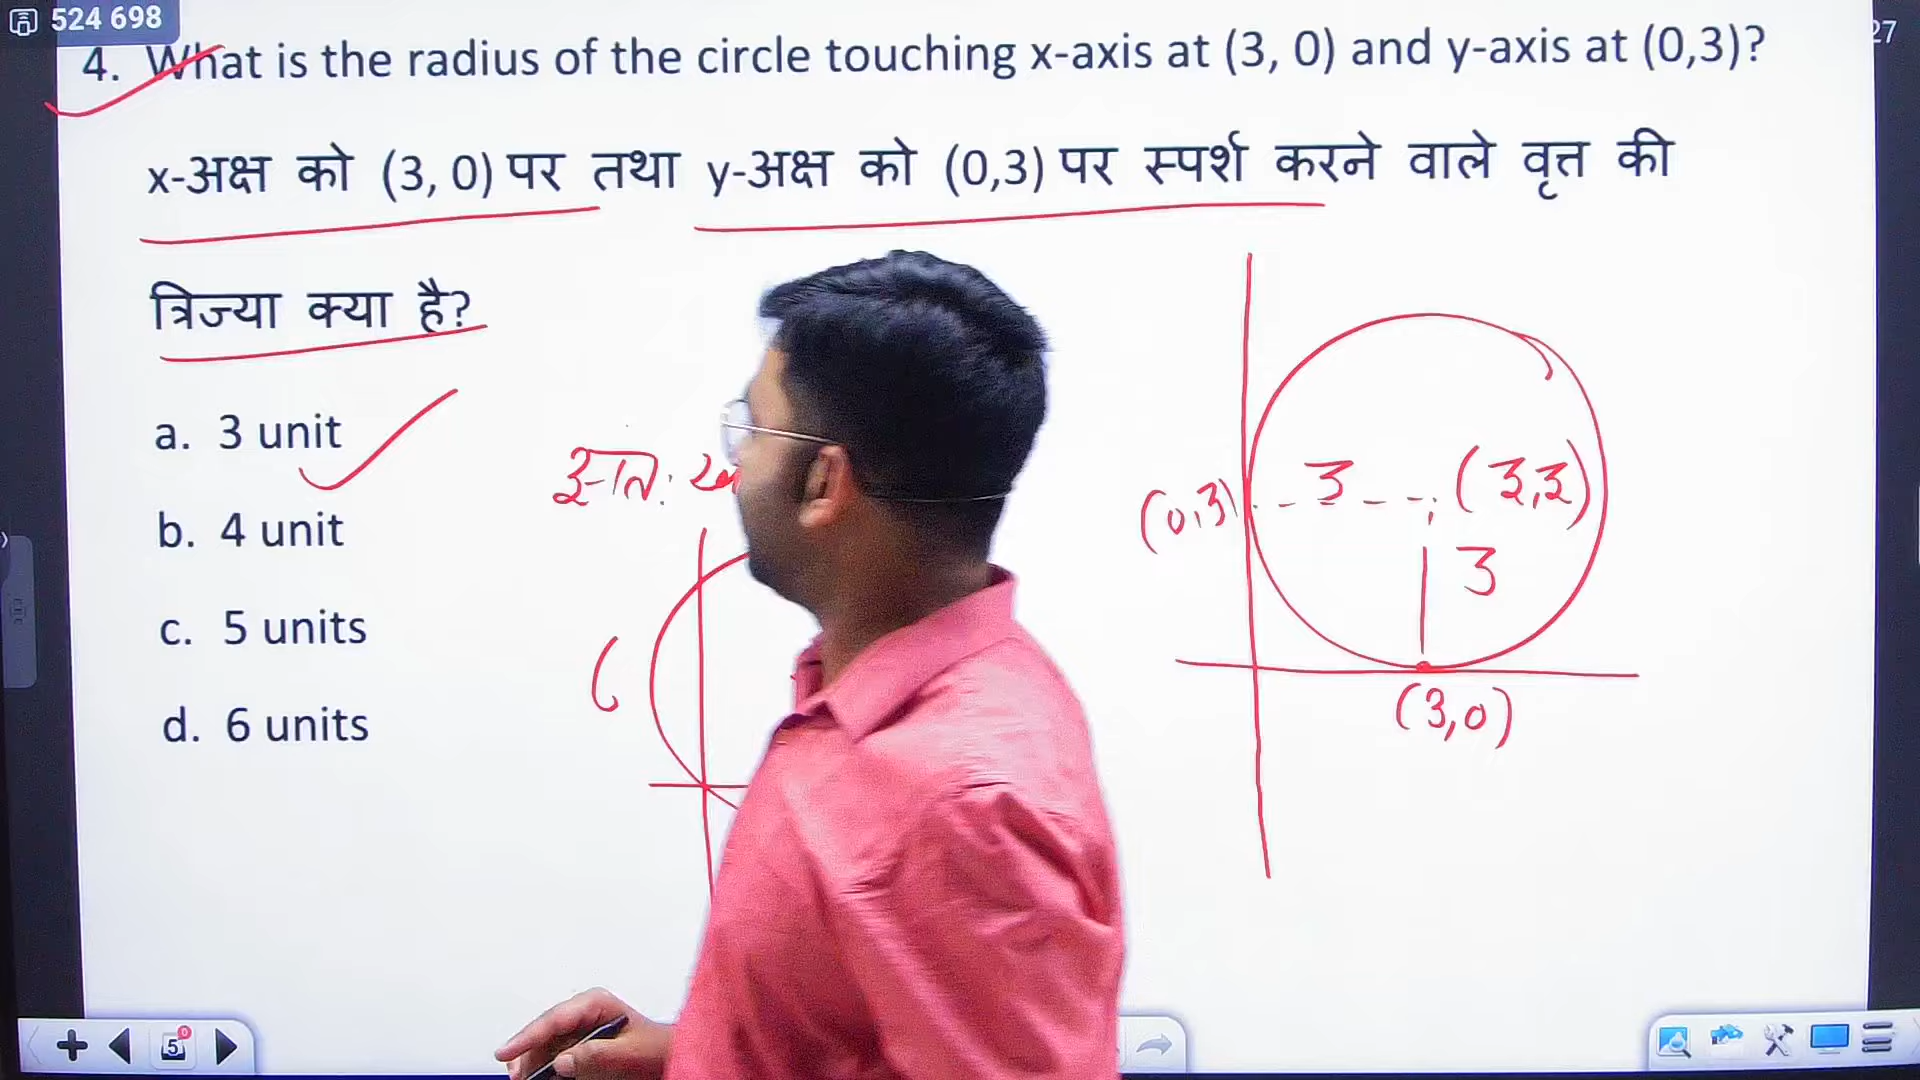 524 698
27
4. What is the radius of the circle touching x-axis at (3, 0) and y-axis at (0,3)?
x-अक्ष को (3, 0) पर तथा y-अक्ष को (0,3) पर स्पर्श करने वाले वृत्त की
त्रिज्या क्या है?
a. 3 unit
b. 4 unit
c. 5 units
d. 6 units
(0,3) 3 (3,3)
3
(3,0)
5
0